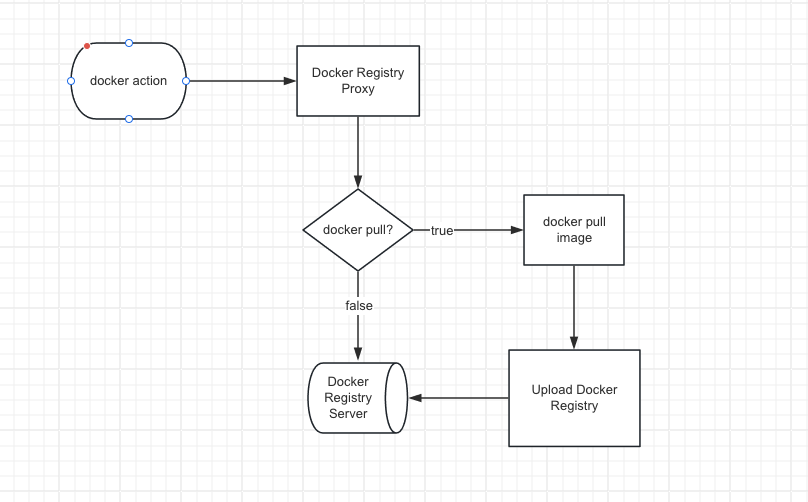 docker action
Docker Registry
Proxy
docker pull?
true
docker pull
image
false
Docker
Registry
Server
Upload Docker
Registry